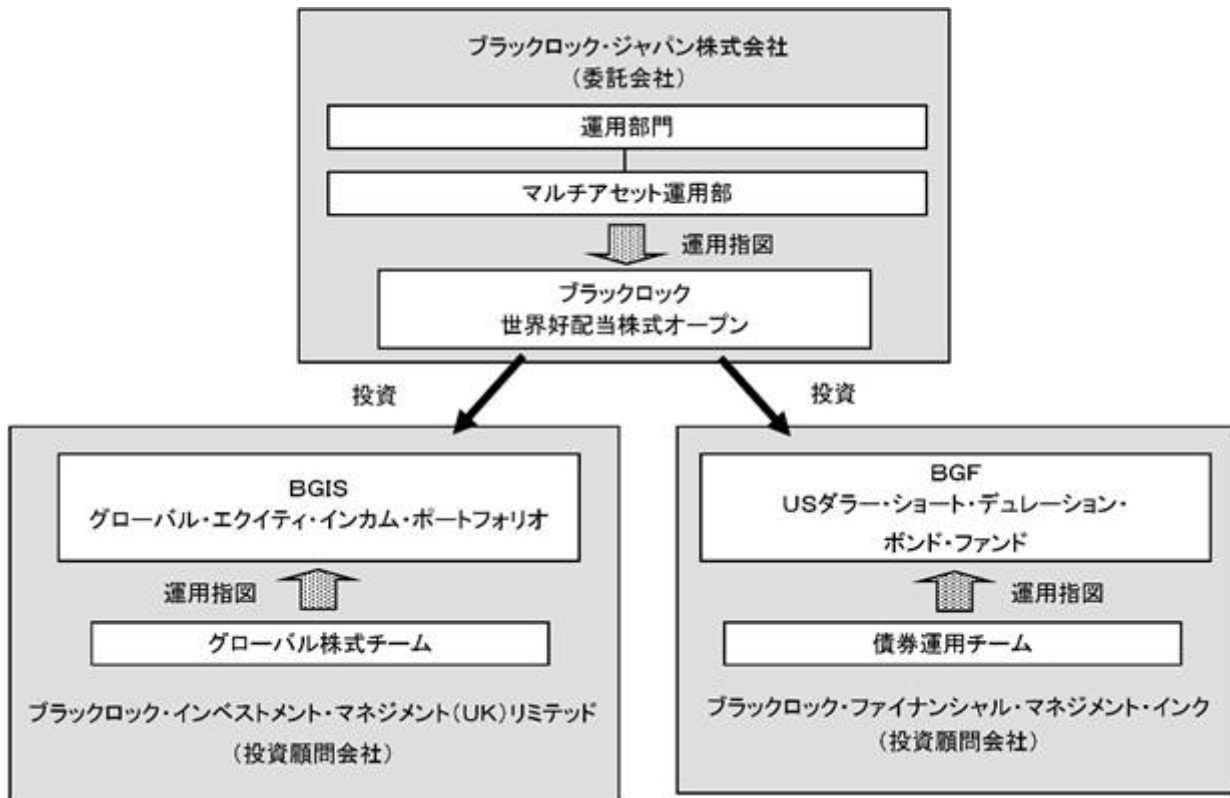 ブラックロック・ジャパン株式会社
（委託会社）
運用部門
マルチアセット運用部
運用指図
ブラックロック
世界好配当株式オープン
投資
投資
BGIS
グローバル・エクイティ・インカム・ポートフォリオ
運用指図
グローバル株式チーム
ブラックロック・インベストメント・マネジメント（UK）リミテッド
（投資顧問会社）
BGF
USダラー・ショート・デュレーション・
ボンド・ファンド
運用指図
債券運用チーム
ブラックロック・ファイナンシャル・マネジメント・インク
（投資顧問会社）